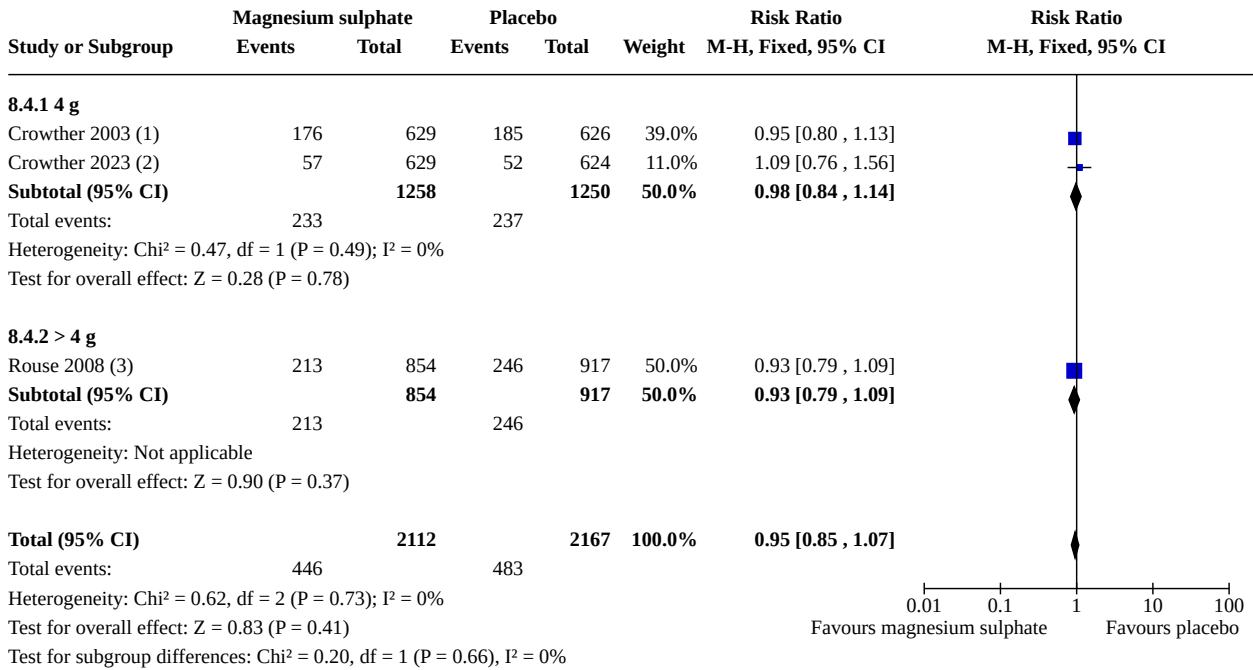 Magnesium sulphate Placebo Risk Ratio Risk Ratio
Study or Subgroup Events Total Events Total Weight M-H, Fixed, 95% CI M-H, Fixed, 95% CI
8.4.1 4 g
Crowther 2003 (1) 176 629 185 626 39.0% 0.95 [0.80 , 1.13]
Crowther 2023 (2) 57 629 52 624 11.0% 1.09 [0.76 , 1.56]
Subtotal (95% CI) 1258 1250 50.0% 0.98 [0.84 , 1.14]
Total events: 233 237
Heterogeneity: Chi² = 0.47, df = 1 (P = 0.49); I² = 0%
Test for overall effect: Z = 0.28 (P = 0.78)
8.4.2 > 4 g
Rouse 2008 (3) 213 854 246 917 50.0% 0.93 [0.79 , 1.09]
Subtotal (95% CI) 854 917 50.0% 0.93 [0.79 , 1.09]
Total events: 213 246
Heterogeneity: Not applicable
Test for overall effect: Z = 0.90 (P = 0.37)
Total (95% CI) 2112 2167 100.0% 0.95 [0.85 , 1.07]
Total events: 446 483
Heterogeneity: Chi² = 0.62, df = 2 (P = 0.73); I² = 0%
0.01 0.1 1 10 100
Test for overall effect: Z = 0.83 (P = 0.41)
Favours magnesium sulphate Favours placebo
Test for subgroup differences: Chi² = 0.20, df = 1 (P = 0.66), I² = 0%